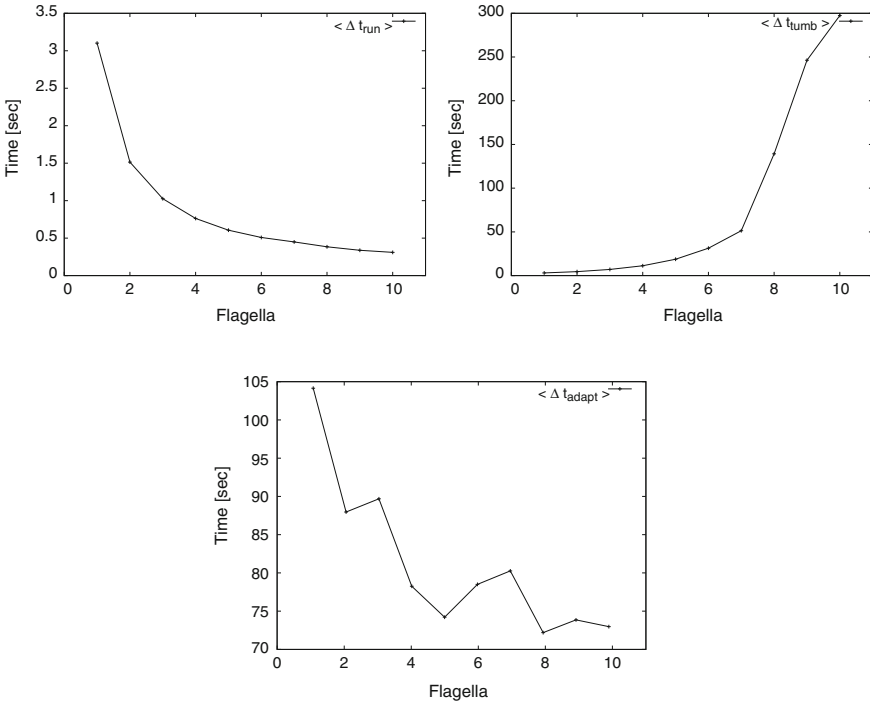 < Δ t_run >
3.5
3
2.5
2
1.5
1
0.5
0
Time [sec]
0 2 4 6 8 10
Flagella
< Δ t_tumb >
300
250
200
150
100
50
0
Time [sec]
0 2 4 6 8 10
Flagella
< Δ t_adapt >
105
100
95
90
85
80
75
70
Time [sec]
0 2 4 6 8 10
Flagella